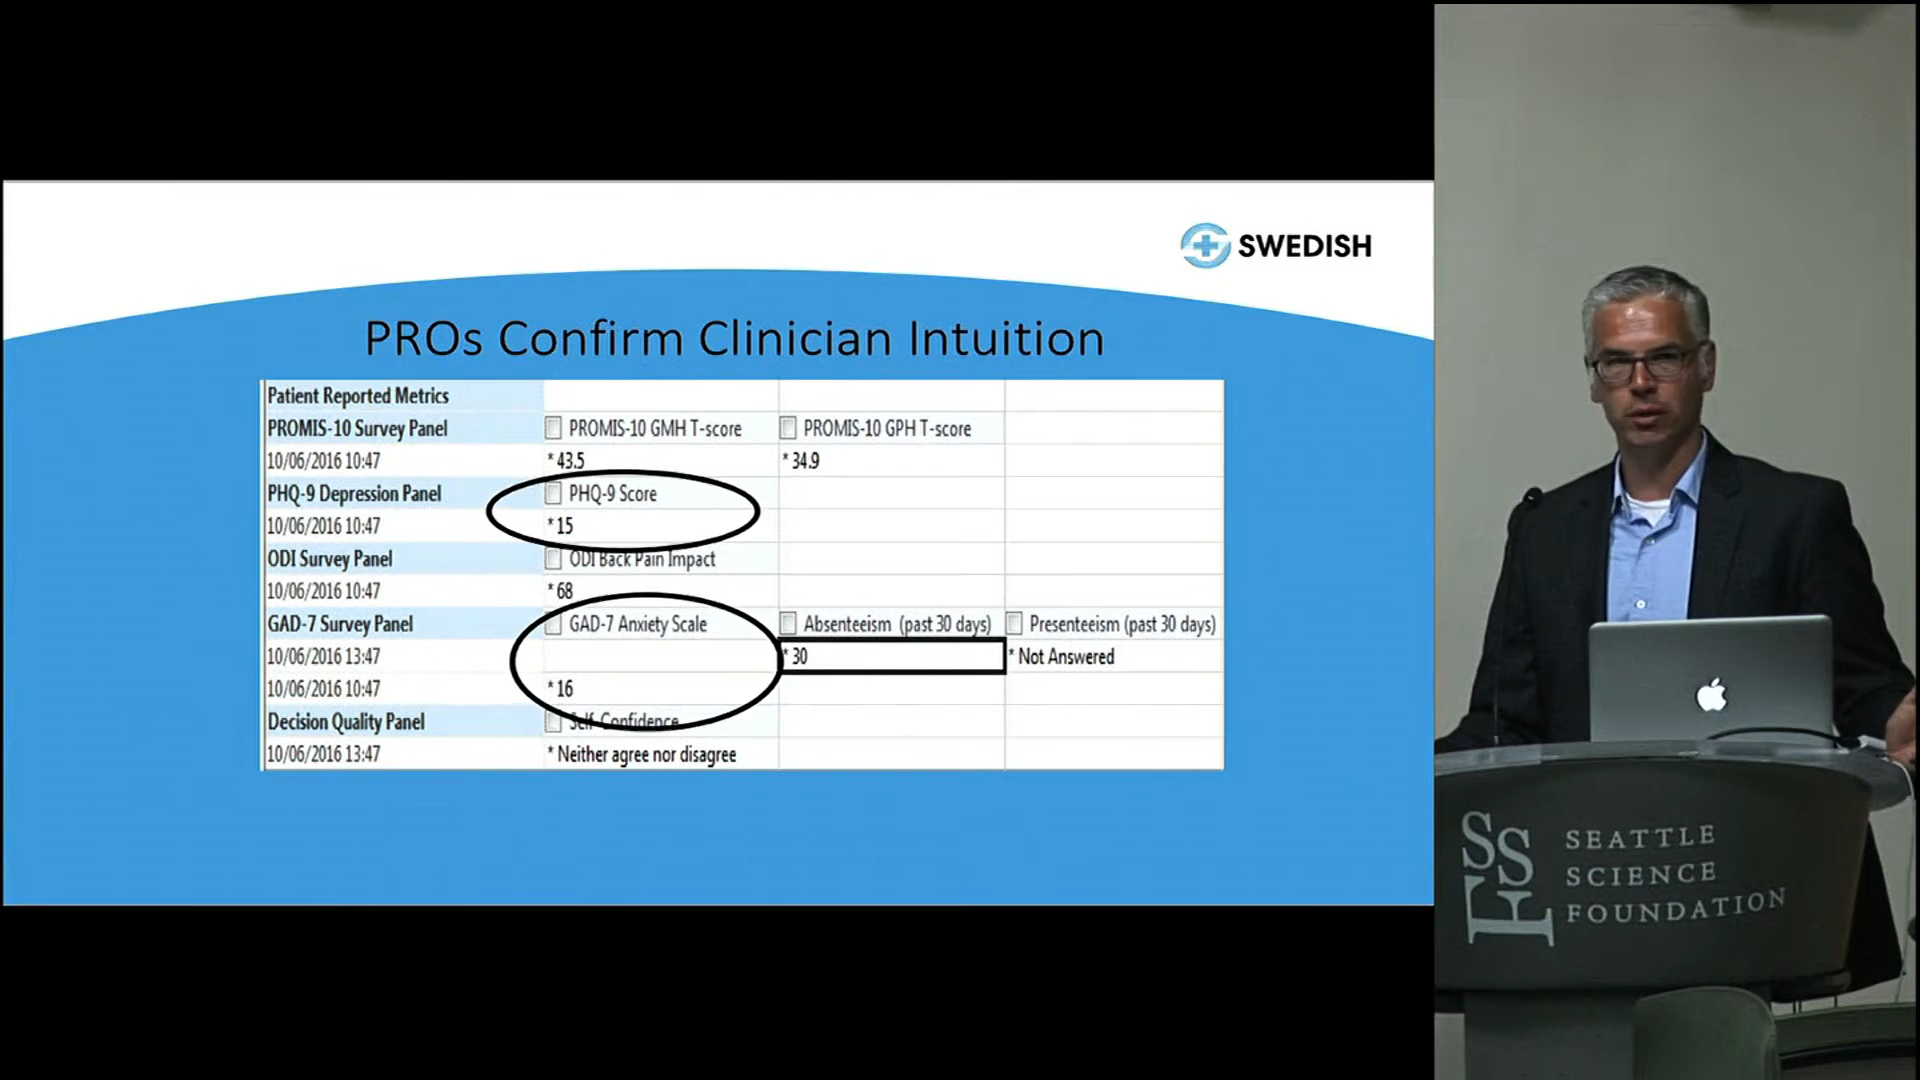 SWEDISH
PROs Confirm Clinician Intuition
Patient Reported Metrics
PROMIS-10 Survey Panel PROMIS-10 GMH T-score PROMIS-10 GPH T-score
10/06/2016 10:47 * 43.5 * 34.9
PHQ-9 Depression Panel PHQ-9 Score
10/06/2016 10:47 * 15
ODI Survey Panel ODI Back Pain Impact
10/06/2016 10:47 * 68
GAD-7 Survey Panel GAD-7 Anxiety Scale Absenteeism (past 30 days) Presenteeism (past 30 days)
10/06/2016 13:47 * 30 * Not Answered
10/06/2016 10:47 * 16
Decision Quality Panel Self-Confidence
10/06/2016 13:47 * Neither agree nor disagree
SSF
SEATTLE
SCIENCE
FOUNDATION